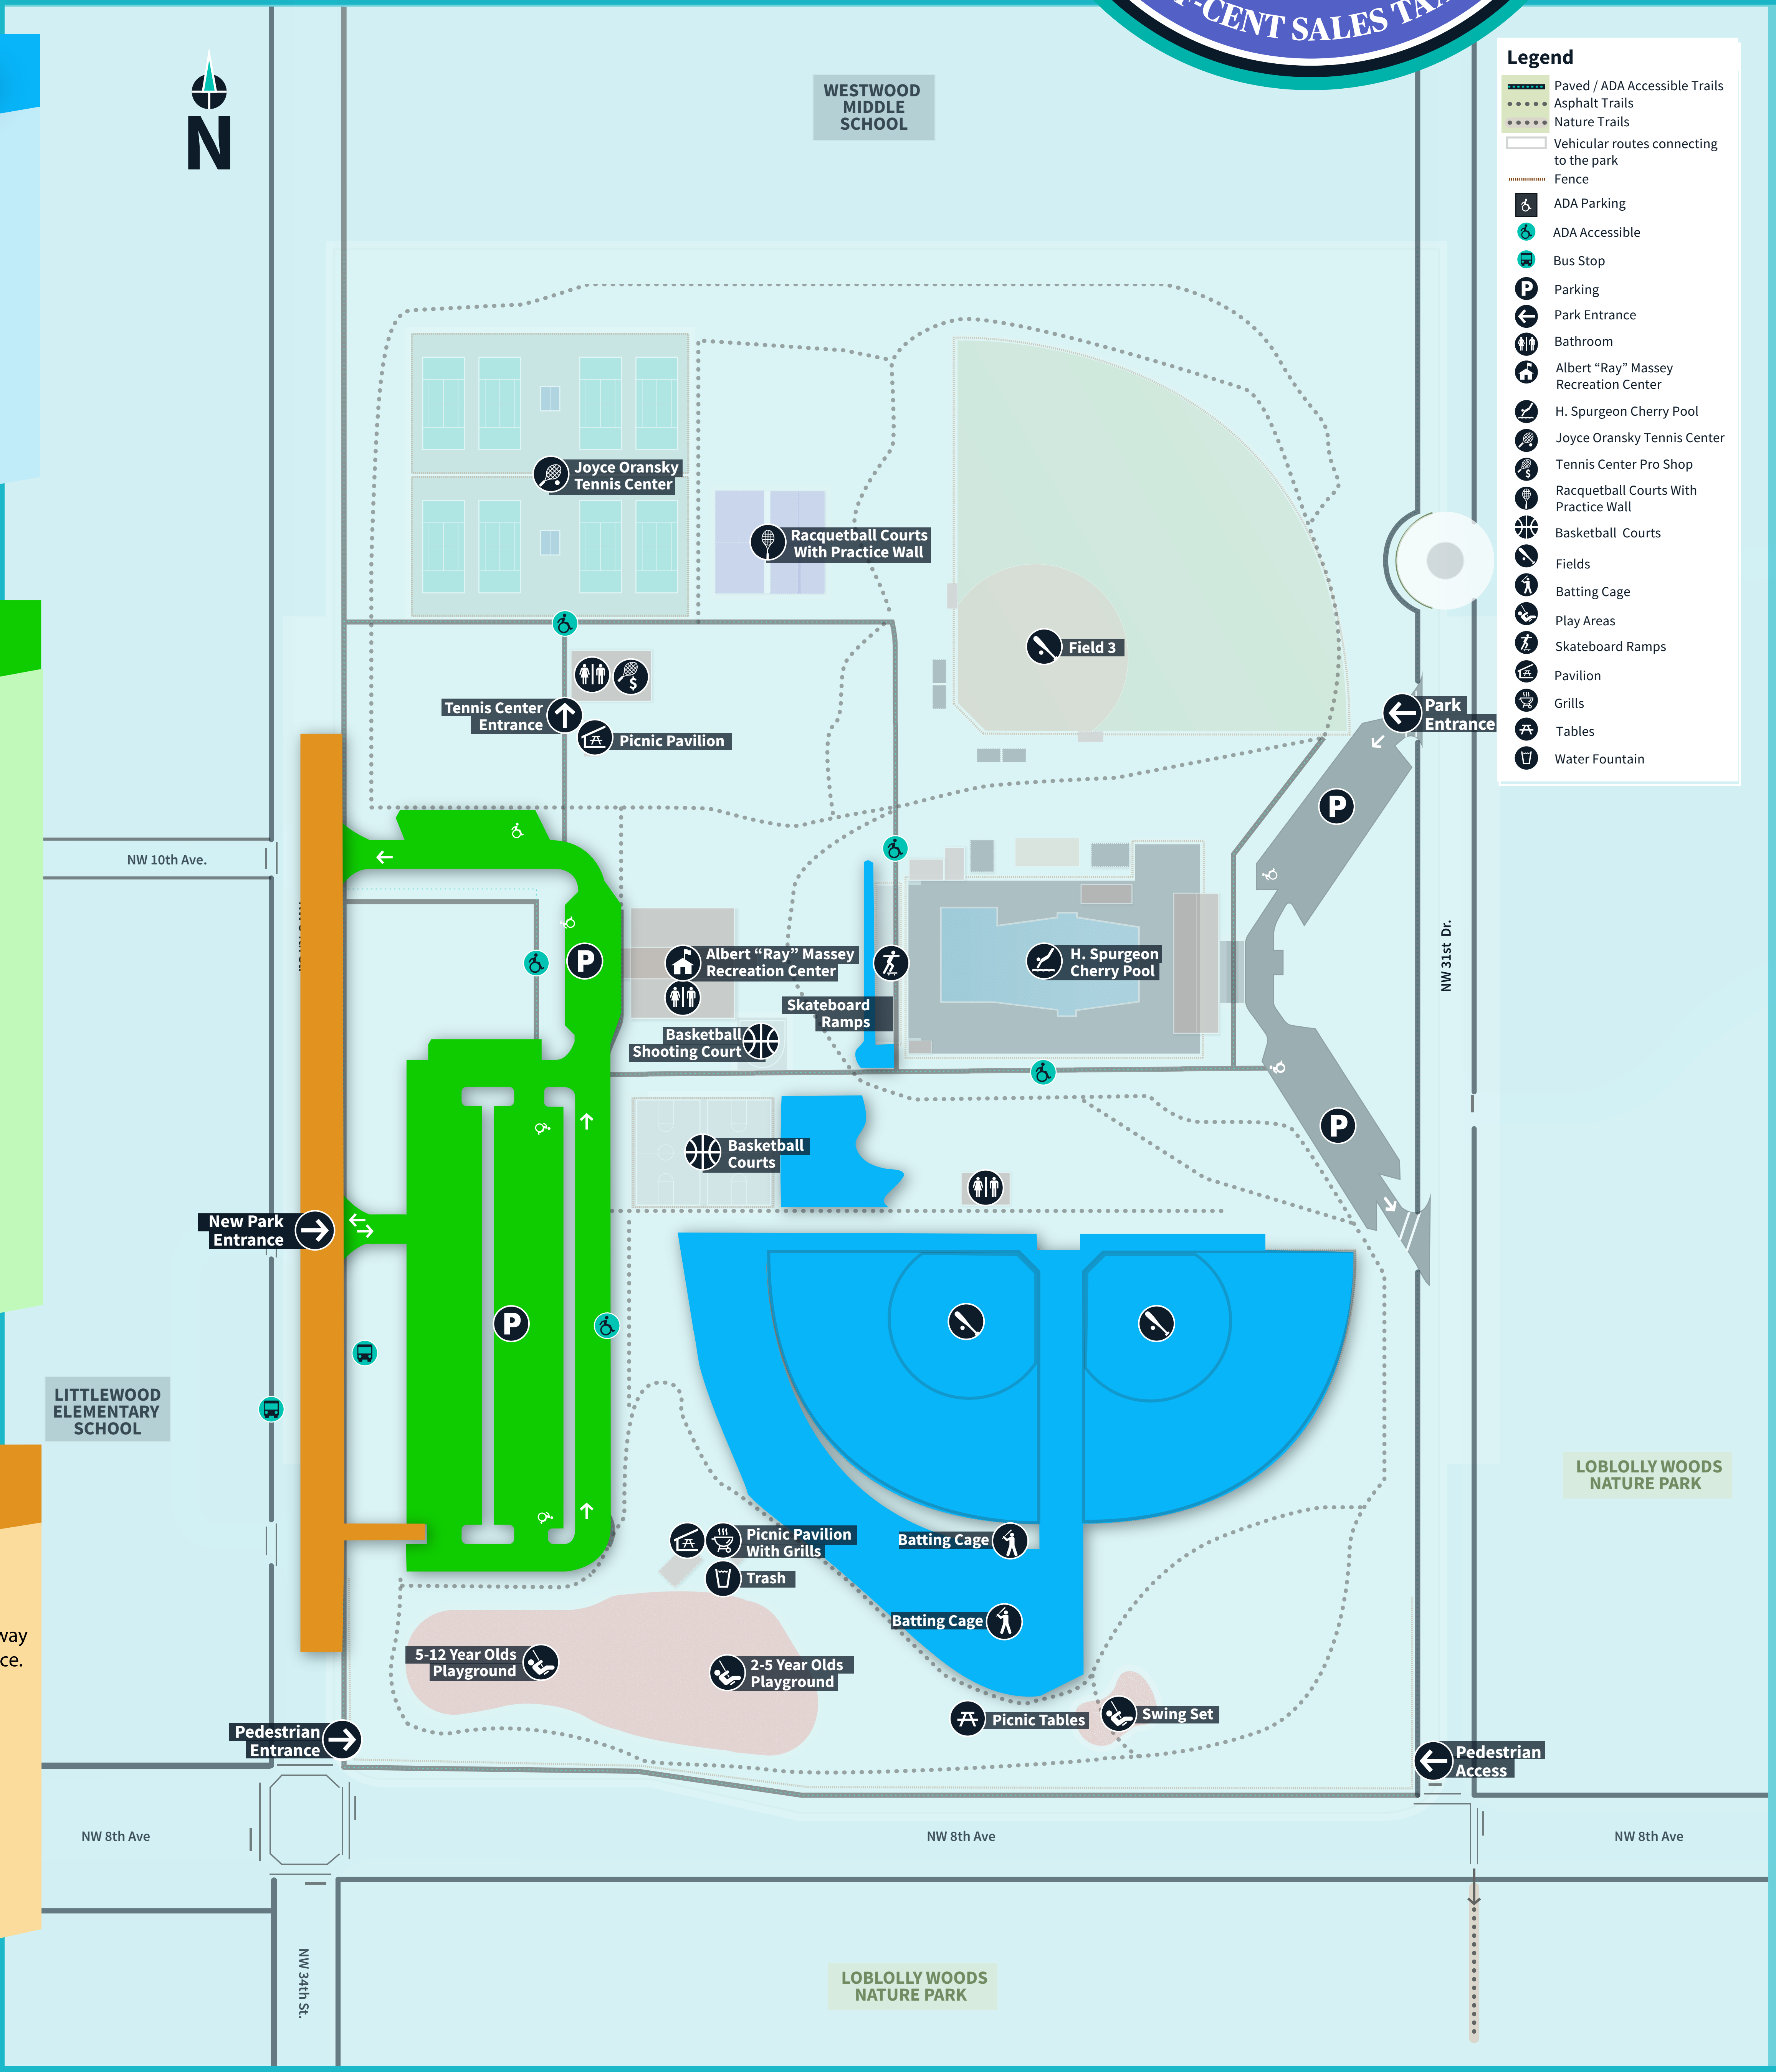 F-CENT SALES TAX
N
WESTWOOD
MIDDLE
SCHOOL
Legend
Paved / ADA Accessible Trails
Asphalt Trails
Nature Trails
Vehicular routes connecting
to the park
Fence
ADA Parking
ADA Accessible
Bus Stop
P
Parking
Park Entrance
Bathroom
Albert “Ray” Massey
Recreation Center
H. Spurgeon Cherry Pool
Joyce Oransky Tennis Center
$
Tennis Center Pro Shop
Racquetball Courts With
Practice Wall
Basketball Courts
Fields
Batting Cage
Play Areas
Skateboard Ramps
Pavilion
Grills
Tables
Water Fountain
Joyce Oransky
Tennis Center
Racquetball Courts
With Practice Wall
Field 3
$
Tennis Center
Entrance
Picnic Pavilion
Park
Entrance
P
NW 10th Ave.
P
Albert “Ray” Massey
Recreation Center
Skateboard
Ramps
H. Spurgeon
Cherry Pool
NW 31st Dr.
Basketball
Shooting Court
P
Basketball
Courts
New Park
Entrance
P
LITTLEWOOD
ELEMENTARY
SCHOOL
LOBLOLLY WOODS
NATURE PARK
Picnic Pavilion
With Grills
Batting Cage
Trash
way
ce.
Batting Cage
5-12 Year Olds
Playground
2-5 Year Olds
Playground
Picnic Tables
Swing Set
Pedestrian
Entrance
Pedestrian
Access
NW 8th Ave
NW 8th Ave
NW 8th Ave
NW 34th St.
LOBLOLLY WOODS
NATURE PARK